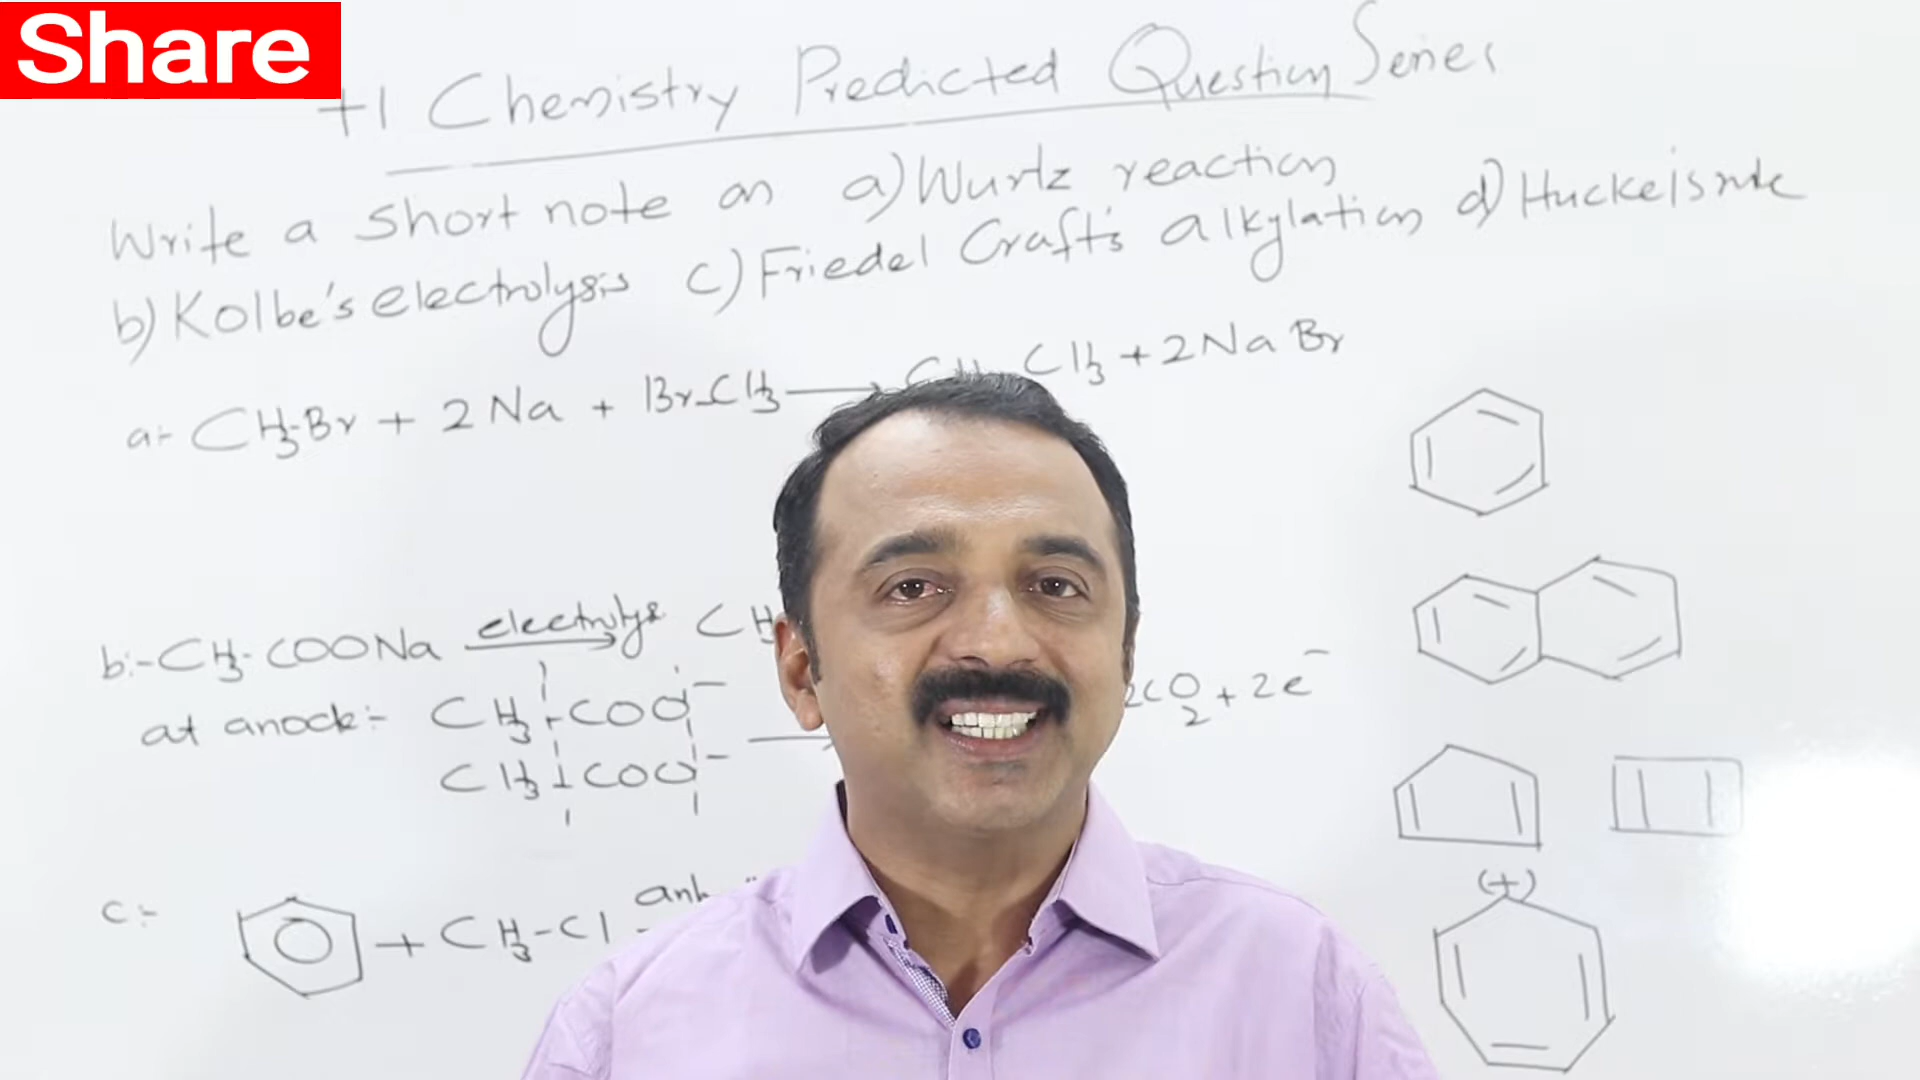 Share
+1 Chemistry Predicted Question Series
Write a short note on a) Wurtz reaction
b) Kolbe's electrolysis c) Friedel Craft's alkylation d) Huckels rule
a:- CH3-Br + 2Na + Br-CH3 → CH3 CH3 + 2NaBr
b:- CH3-COONa electrolysis → CH3
at anode:- CH3-COO⁻
CH3-COO⁻ → 2CO2 + 2e⁻
c:- + CH3-Cl anh
(+)